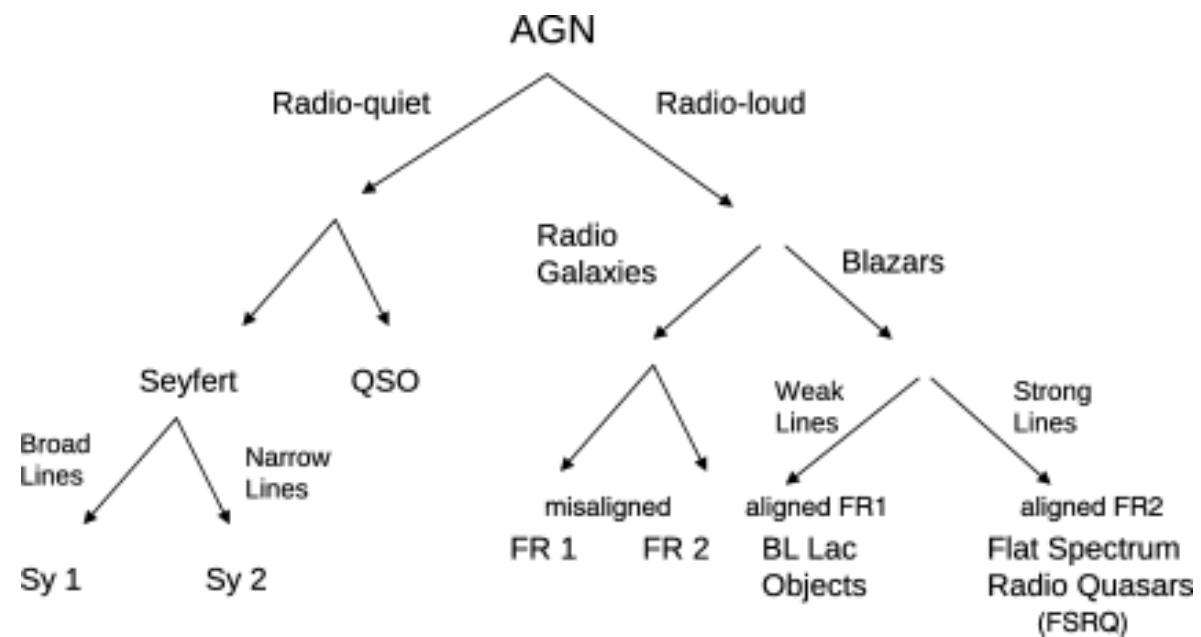 AGN
Radio-quiet
Radio-loud
Radio
Galaxies
Blazars
Seyfert
QSO
Weak
Lines
Strong
Lines
Broad
Lines
Narrow
Lines
misaligned
aligned FR1
aligned FR2
FR 1
FR 2
BL Lac
Objects
Flat Spectrum
Radio Quasars
(FSRQ)
Sy 1
Sy 2